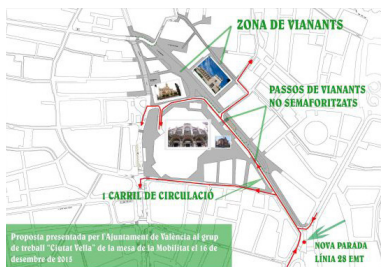 ZONA DE VIANANTS
PASSOS DE VIANANTS
NO SEMAFORITZATS
1 CARRIL DE CIRCULACIÓ
Proposta presentada per l'Ajuntament de València al grup
de treball "Ciutat Vella" de la mesa de la Mobilitat el 16 de
desembre de 2015
NOVA PARADA
LÍNIA 28 EMT